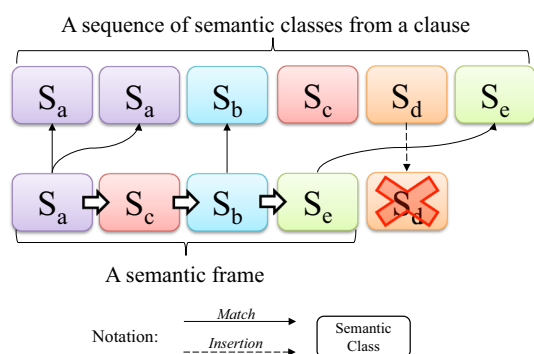 A sequence of semantic classes from a clause
Sa Sa Sb Sc Sd Se
Sa Sc Sb Se Sd
A semantic frame
Notation:
Match
Insertion
Semantic
Class